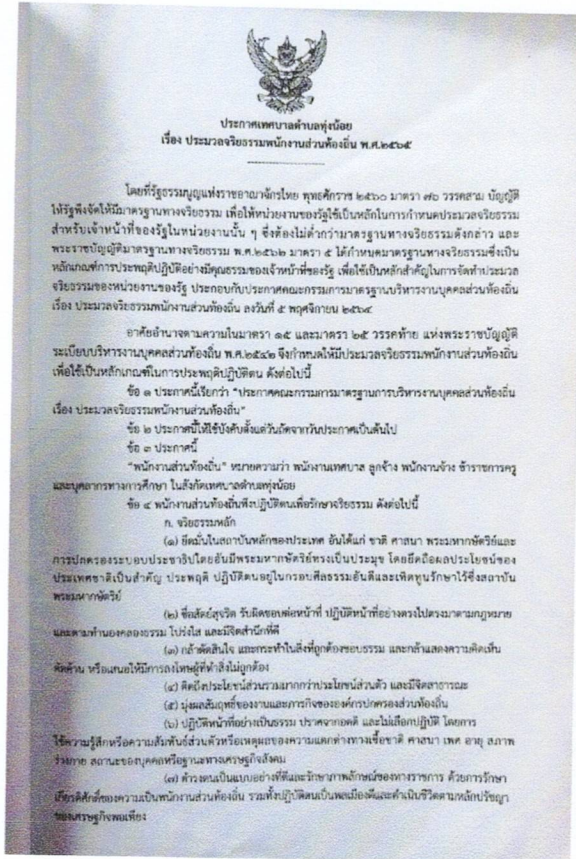 ประกาศเทศบาลตำบลทุ่งน้อย
เรื่อง ประมวลจริยธรรมพนักงานส่วนท้องถิ่น พ.ศ.๒๕๖๕
โดยที่รัฐธรรมนูญแห่งราชอาณาจักรไทย พุทธศักราช ๒๕๖๐ มาตรา ๗๖ วรรคสาม บัญญัติ
ให้รัฐพึงจัดให้มีมาตรฐานทางจริยธรรม เพื่อให้หน่วยงานของรัฐใช้เป็นหลักในการกำหนดประมวลจริยธรรม
สำหรับเจ้าหน้าที่ของรัฐในหน่วยงานนั้น ๆ ซึ่งต้องไม่ต่ำกว่ามาตรฐานทางจริยธรรมดังกล่าว และ
พระราชบัญญัติมาตรฐานทางจริยธรรม พ.ศ.๒๕๖๒ มาตรา ๕ ได้กำหนดมาตรฐานทางจริยธรรมซึ่งเป็น
หลักเกณฑ์การประพฤติปฏิบัติอย่างมีคุณธรรมของเจ้าหน้าที่ของรัฐ เพื่อใช้เป็นหลักสำคัญในการจัดทำประมวล
จริยธรรมของหน่วยงานของรัฐ ประกอบกับประกาศคณะกรรมการมาตรฐานบริหารงานบุคคลส่วนท้องถิ่น
เรื่อง ประมวลจริยธรรมพนักงานส่วนท้องถิ่น ลงวันที่ ๕ พฤศจิกายน ๒๕๖๔
อาศัยอำนาจตามความในมาตรา ๑๕ และมาตรา ๒๕ วรรคท้าย แห่งพระราชบัญญัติ
ระเบียบบริหารงานบุคคลส่วนท้องถิ่น พ.ศ.๒๕๔๒ จึงกำหนดให้มีประมวลจริยธรรมพนักงานส่วนท้องถิ่น
เพื่อใช้เป็นหลักเกณฑ์ในการประพฤติปฏิบัติตน ดังต่อไปนี้
ข้อ ๑ ประกาศนี้เรียกว่า "ประกาศคณะกรรมการมาตรฐานการบริหารงานบุคคลส่วนท้องถิ่น
เรื่อง ประมวลจริยธรรมพนักงานส่วนท้องถิ่น"
ข้อ ๒ ประกาศนี้ให้ใช้บังคับตั้งแต่วันถัดจากวันประกาศเป็นต้นไป
ข้อ ๓ ประกาศนี้
"พนักงานส่วนท้องถิ่น" หมายความว่า พนักงานเทศบาล ลูกจ้าง พนักงานจ้าง ข้าราชการครู
และบุคลากรทางการศึกษา ในสังกัดเทศบาลตำบลทุ่งน้อย
ข้อ ๔ พนักงานส่วนท้องถิ่นพึงปฏิบัติตนเพื่อรักษาจริยธรรม ดังต่อไปนี้
ก. จริยธรรมหลัก
(๑) ยึดมั่นในสถาบันหลักของประเทศ อันได้แก่ ชาติ ศาสนา พระมหากษัตริย์และ
การปกครองระบอบประชาธิปไตยอันมีพระมหากษัตริย์ทรงเป็นประมุข โดยยึดถือผลประโยชน์ของ
ประเทศชาติเป็นสำคัญ ประพฤติ ปฏิบัติตนอยู่ในกรอบศีลธรรมอันดีและเทิดทูนรักษาไว้ซึ่งสถาบัน
พระมหากษัตริย์
(๒) ซื่อสัตย์สุจริต รับผิดชอบต่อหน้าที่ ปฏิบัติหน้าที่อย่างตรงไปตรงมาตามกฎหมาย
และตามทำนองคลองธรรม โปร่งใส และมีจิตสำนึกที่ดี
(๓) กล้าตัดสินใจ และกระทำในสิ่งที่ถูกต้องชอบธรรม และกล้าแสดงความคิดเห็น
คัดค้าน หรือเสนอให้มีการลงโทษผู้ที่ทำสิ่งไม่ถูกต้อง
(๔) คิดถึงประโยชน์ส่วนรวมมากกว่าประโยชน์ส่วนตัว และมีจิตสาธารณะ
(๕) มุ่งผลสัมฤทธิ์ของงานและภารกิจขององค์กรปกครองส่วนท้องถิ่น
(๖) ปฏิบัติหน้าที่อย่างเป็นธรรม ปราศจากอคติ และไม่เลือกปฏิบัติ โดยการ
ใช้ความรู้สึกหรือความสัมพันธ์ส่วนตัวหรือเหตุผลของความแตกต่างทางเชื้อชาติ ศาสนา เพศ อายุ สภาพ
ร่างกาย สถานะของบุคคลหรือฐานะทางเศรษฐกิจสังคม
(๗) ดำรงตนเป็นแบบอย่างที่ดีและรักษาภาพลักษณ์ของทางราชการ ด้วยการรักษา
เกียรติศักดิ์ของความเป็นพนักงานส่วนท้องถิ่น รวมทั้งปฏิบัติตนเป็นพลเมืองดีและดำเนินชีวิตตามหลักปรัชญา
ของเศรษฐกิจพอเพียง